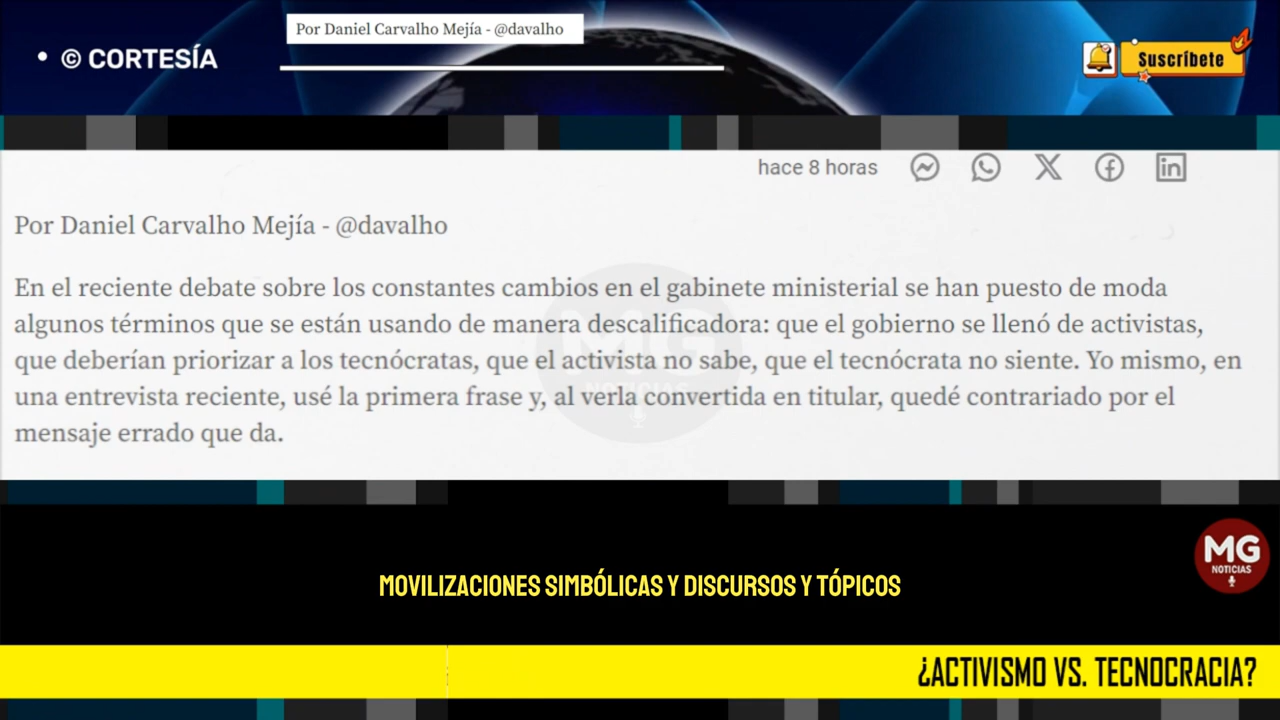 Por Daniel Carvalho Mejía - @davalho
• © CORTESÍA
Suscríbete
hace 8 horas
Por Daniel Carvalho Mejía - @davalho
En el reciente debate sobre los constantes cambios en el gabinete ministerial se han puesto de moda
algunos términos que se están usando de manera descalificadora: que el gobierno se llenó de activistas,
que deberían priorizar a los tecnócratas, que el activista no sabe, que el tecnócrata no siente. Yo mismo, en
una entrevista reciente, usé la primera frase y, al verla convertida en titular, quedé contrariado por el
mensaje errado que da.
MG
NOTICIAS
MOVILIZACIONES SIMBÓLICAS Y DISCURSOS Y TÓPICOS
MG
NOTICIAS
¿ACTIVISMO VS. TECNOCRACIA?